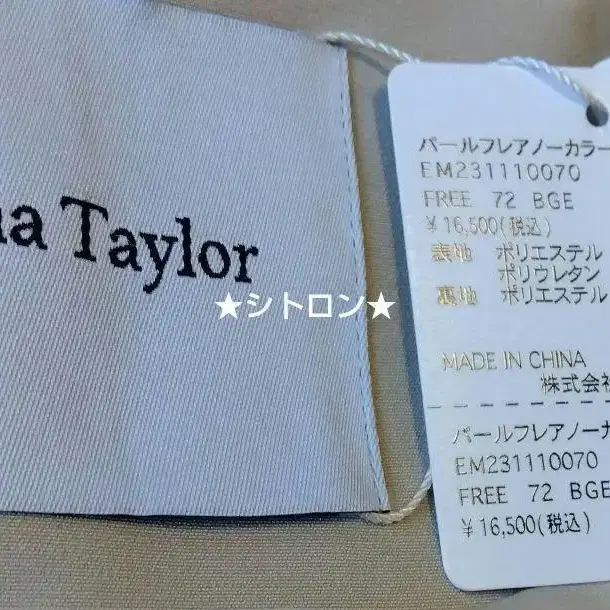 Taylor
★シトロン★
パールフレアノーカラー
EM231110070
FREE 72 BGE
¥16,500(税込)
表地 ポリエステル
ポリウレタン
裏地 ポリエステル
MADE IN CHINA
株式会社
パールフレアノーカ
EM231110070
FREE 72 BGE
¥16,500(税込)